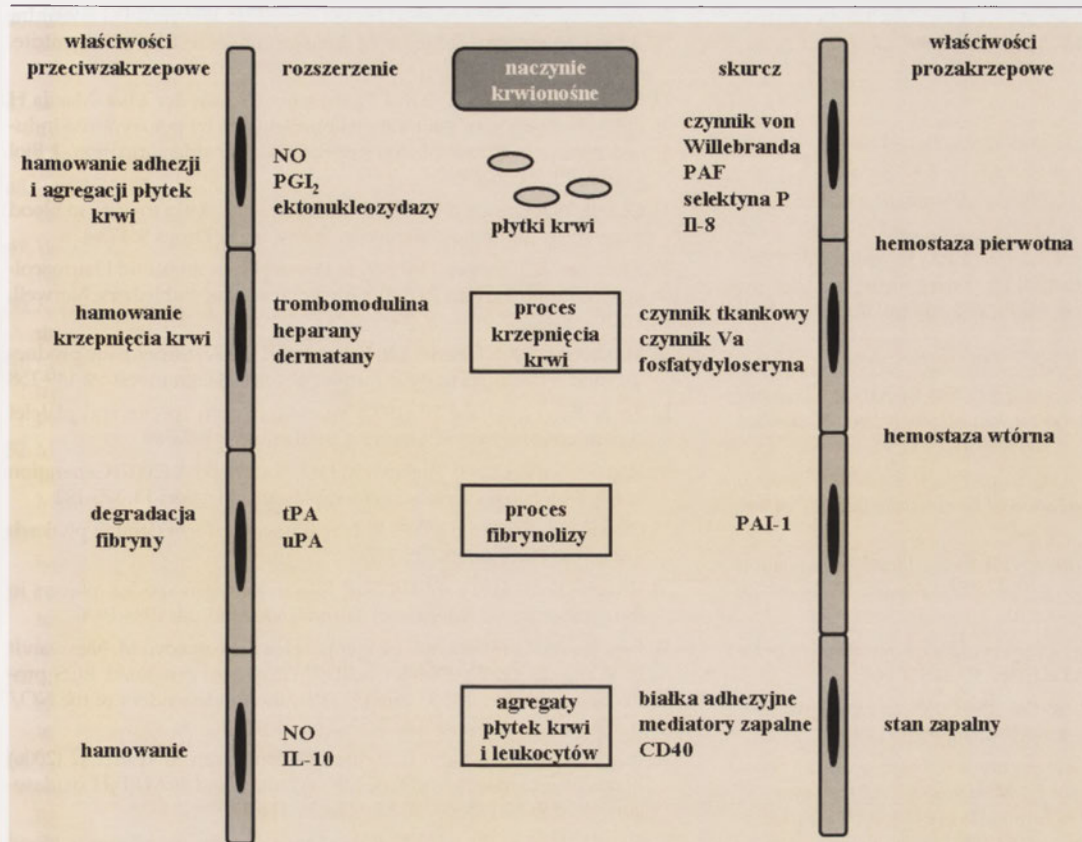 właściwości
przeciwzakrzepowe
rozszerzenie
naczynie
krwionośne
skurcz
właściwości
prozakrzepowe
hamowanie adhezji
i agregacji płytek
krwi
NO
PGI₂
ektonukleozydazy
płytki krwi
czynnik von
Willebranda
PAF
selektyna P
Il-8
hemostaza pierwotna
hamowanie
krzepnięcia krwi
trombomodulina
heparany
dermatany
proces
krzepnięcia
krwi
czynnik tkankowy
czynnik Va
fosfatydyloseryna
hemostaza wtórna
degradacja
fibryny
tPA
uPA
proces
fibrynolizy
PAI-1
hamowanie
NO
IL-10
agregaty
płytek krwi
i leukocytów
białka adhezyjne
mediatory zapalne
CD40
stan zapalny